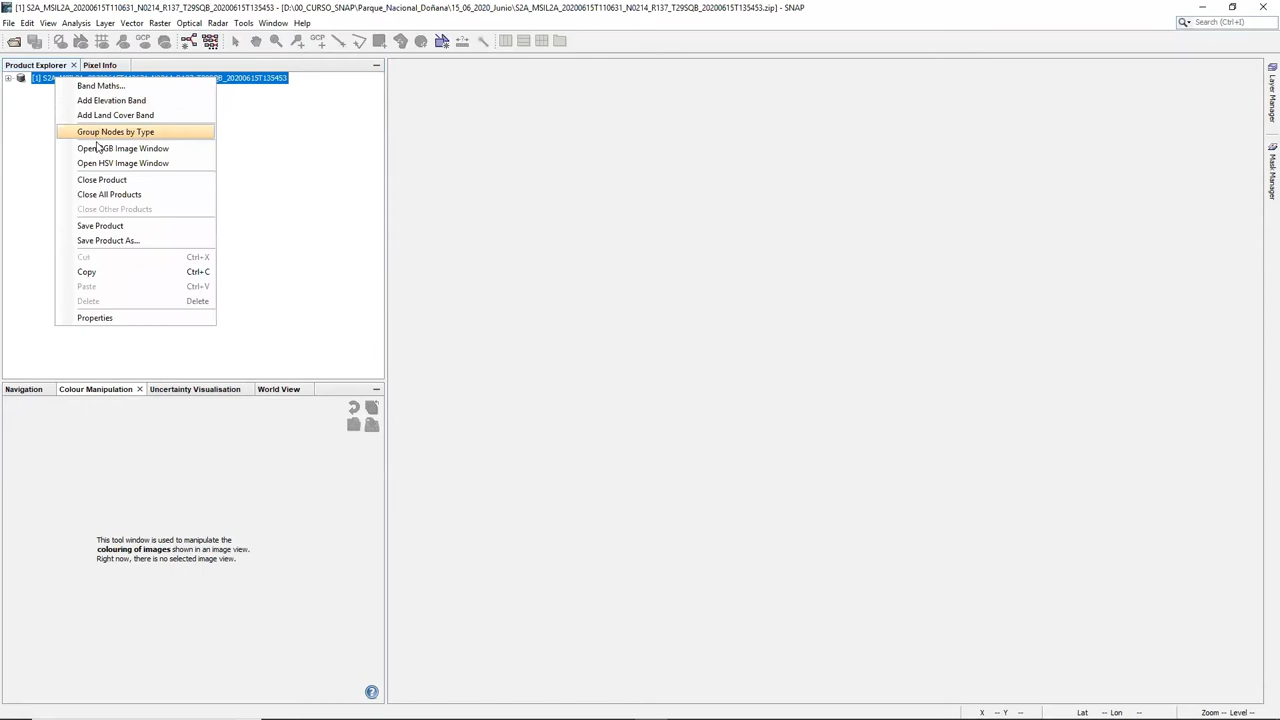 [1] S2A_MSIL2A_20200615T110631_N0214_R137_T29SQB_20200615T135453 - [D:\00_CURSO_SNAP\Parque_Nacional_Doñana\15_06_2020_Junio\S2A_MSIL2A_20200615T110631_N0214_R137_T29SQB_20200615T135453.zip] - SNAP
File Edit View Analysis Layer Vector Raster Optical Radar Tools Window Help
Search (Ctrl+I)
GCP GCP
Product Explorer Pixel Info
Band Maths...
Add Elevation Band
Add Land Cover Band
Group Nodes by Type
Open RGB Image Window
Open HSV Image Window
Close Product
Close All Products
Close Other Products
Save Product
Save Product As...
Cut Ctrl+X
Copy Ctrl+C
Paste Ctrl+V
Delete Delete
Properties
Layer Manager
Mask Manager
Navigation Colour Manipulation Uncertainty Visualisation World View
This tool window is used to manipulate the
colouring of images shown in an image view.
Right now, there is no selected image view.
X -- Y -- Lat -- Lon -- Zoom -- Level --